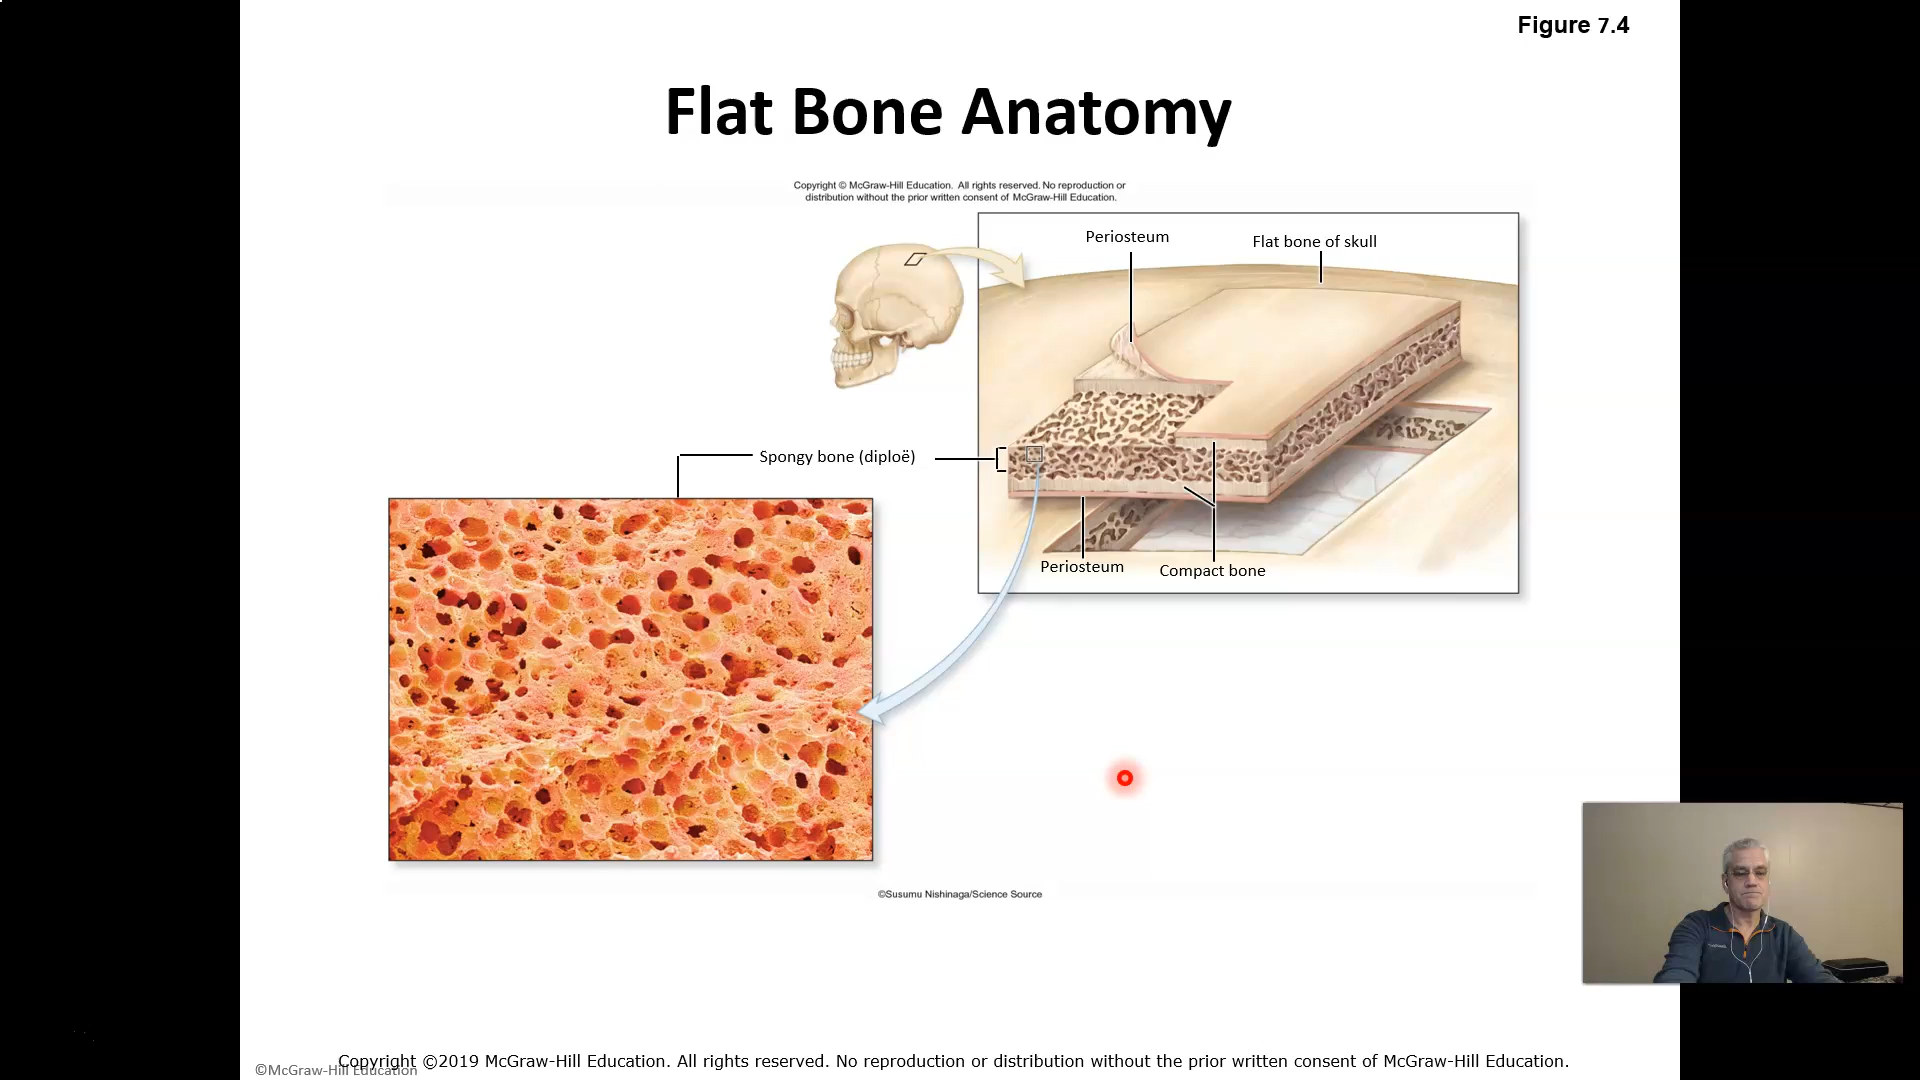 Figure 7.4
Flat Bone Anatomy
Copyright © McGraw-Hill Education. All rights reserved. No reproduction or
distribution without the prior written consent of McGraw-Hill Education.
Periosteum
Flat bone of skull
Spongy bone (diploë)
Periosteum
Compact bone
©Susumu Nishinaga/Science Source
Copyright ©2019 McGraw-Hill Education. All rights reserved. No reproduction or distribution without the prior written consent of McGraw-Hill Education.
©McGraw-Hill Education